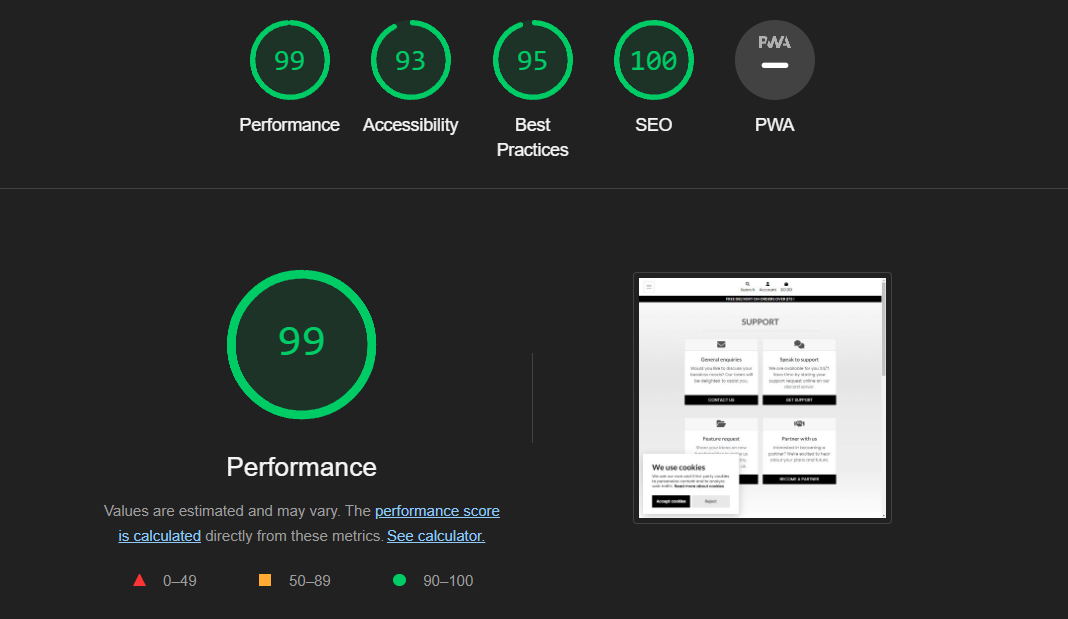 99
93
95
100
PWA
Performance
Accessibility
Best
Practices
SEO
PWA
99
Performance
Values are estimated and may vary. The performance score
is calculated directly from these metrics. See calculator.
0–49
50–89
90–100
Search Account £0.00
FREE DELIVERY ON ORDERS OVER
SUPPORT
General enquiries
Speak to support
Would you like to discuss your
business needs? Our team will
be delighted to assist you.
We are available for you 24/7.
Save time by starting your
support request online on our
discord server.
CONTACT US
GET SUPPORT
Feature request
Partner with us
Share your ideas on new
Interested in becoming a
partner? We're excited to hear
about your plans and future.
BECOME A PARTNER
We use cookies
We use our own and third-party cookies
to personalise content and to analyse
web traffic. Read more about cookies
Accept cookies
Reject